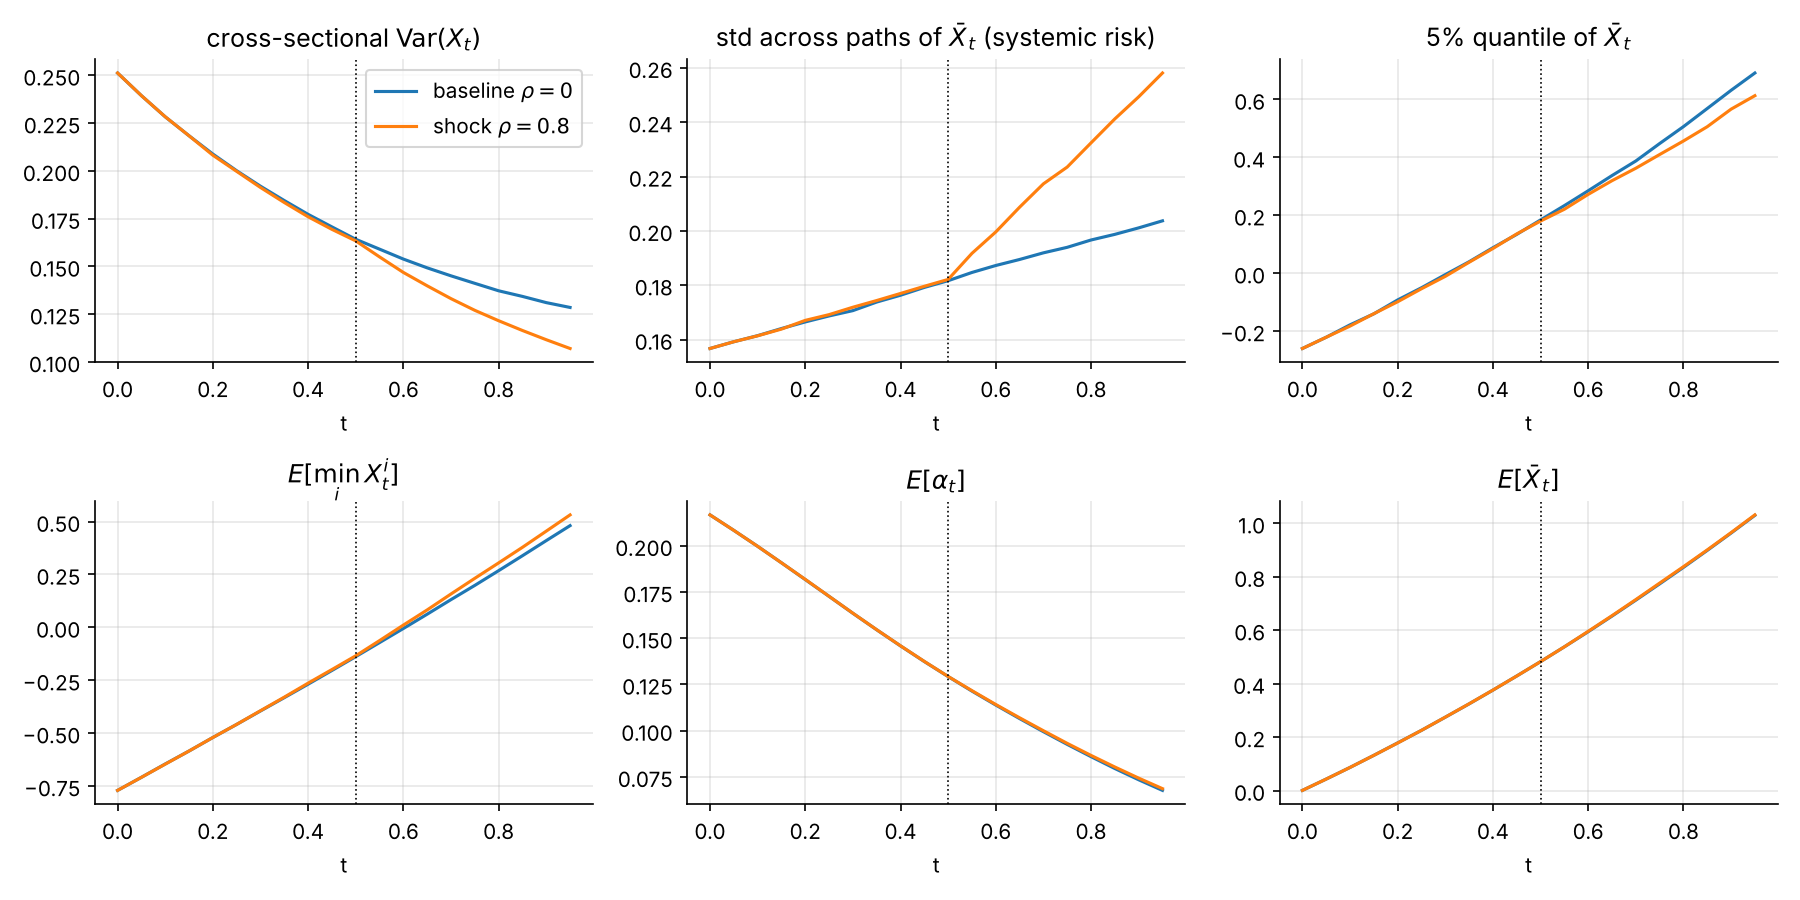 cross-sectional Var(Xₜ)
0.250
0.225
0.200
0.175
0.150
0.125
0.100
baseline ρ = 0
shock ρ = 0.8
0.0 0.2 0.4 0.6 0.8
t
std across paths of X̄ₜ (systemic risk)
0.26
0.24
0.22
0.20
0.18
0.16
0.0 0.2 0.4 0.6 0.8
t
5% quantile of X̄ₜ
0.6
0.4
0.2
0.0
−0.2
0.0 0.2 0.4 0.6 0.8
t
E[min Xₜⁱ]
i
0.50
0.25
0.00
−0.25
−0.50
−0.75
0.0 0.2 0.4 0.6 0.8
t
E[αₜ]
0.200
0.175
0.150
0.125
0.100
0.075
0.0 0.2 0.4 0.6 0.8
t
E[X̄ₜ]
1.0
0.8
0.6
0.4
0.2
0.0
0.0 0.2 0.4 0.6 0.8
t